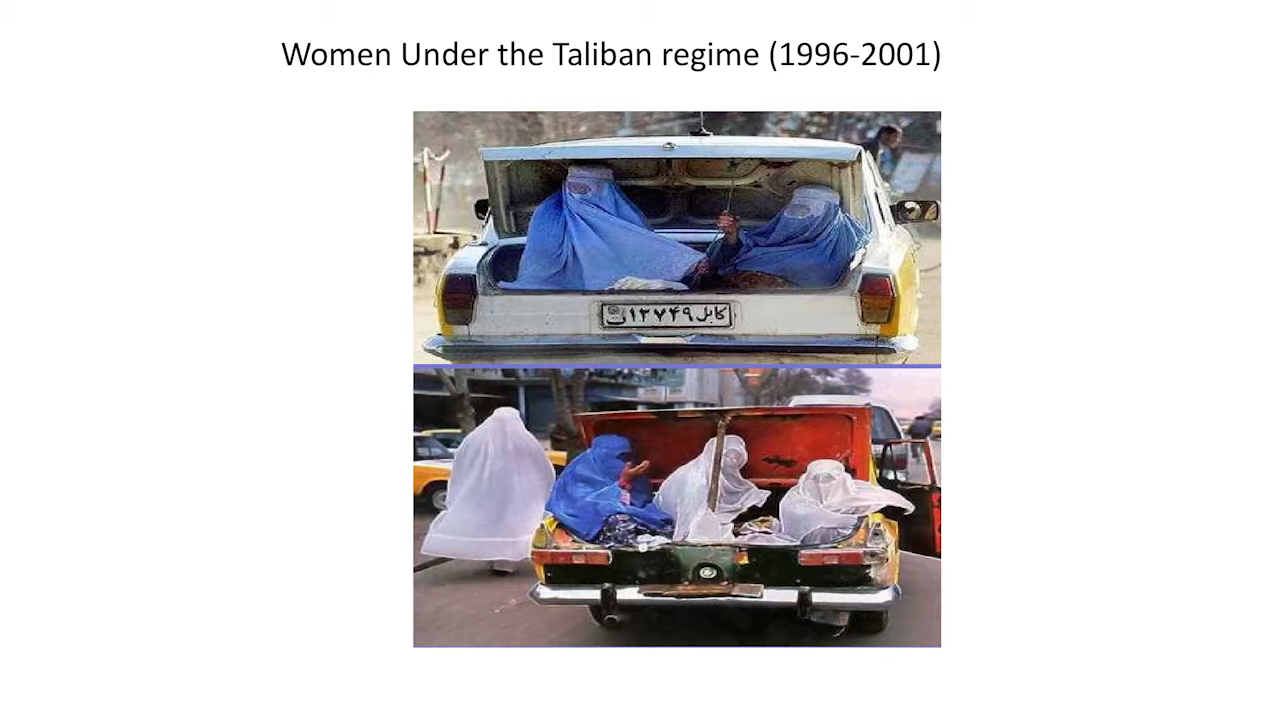 Women Under the Taliban regime (1996-2001)
کابل ۱۲۷۴۹